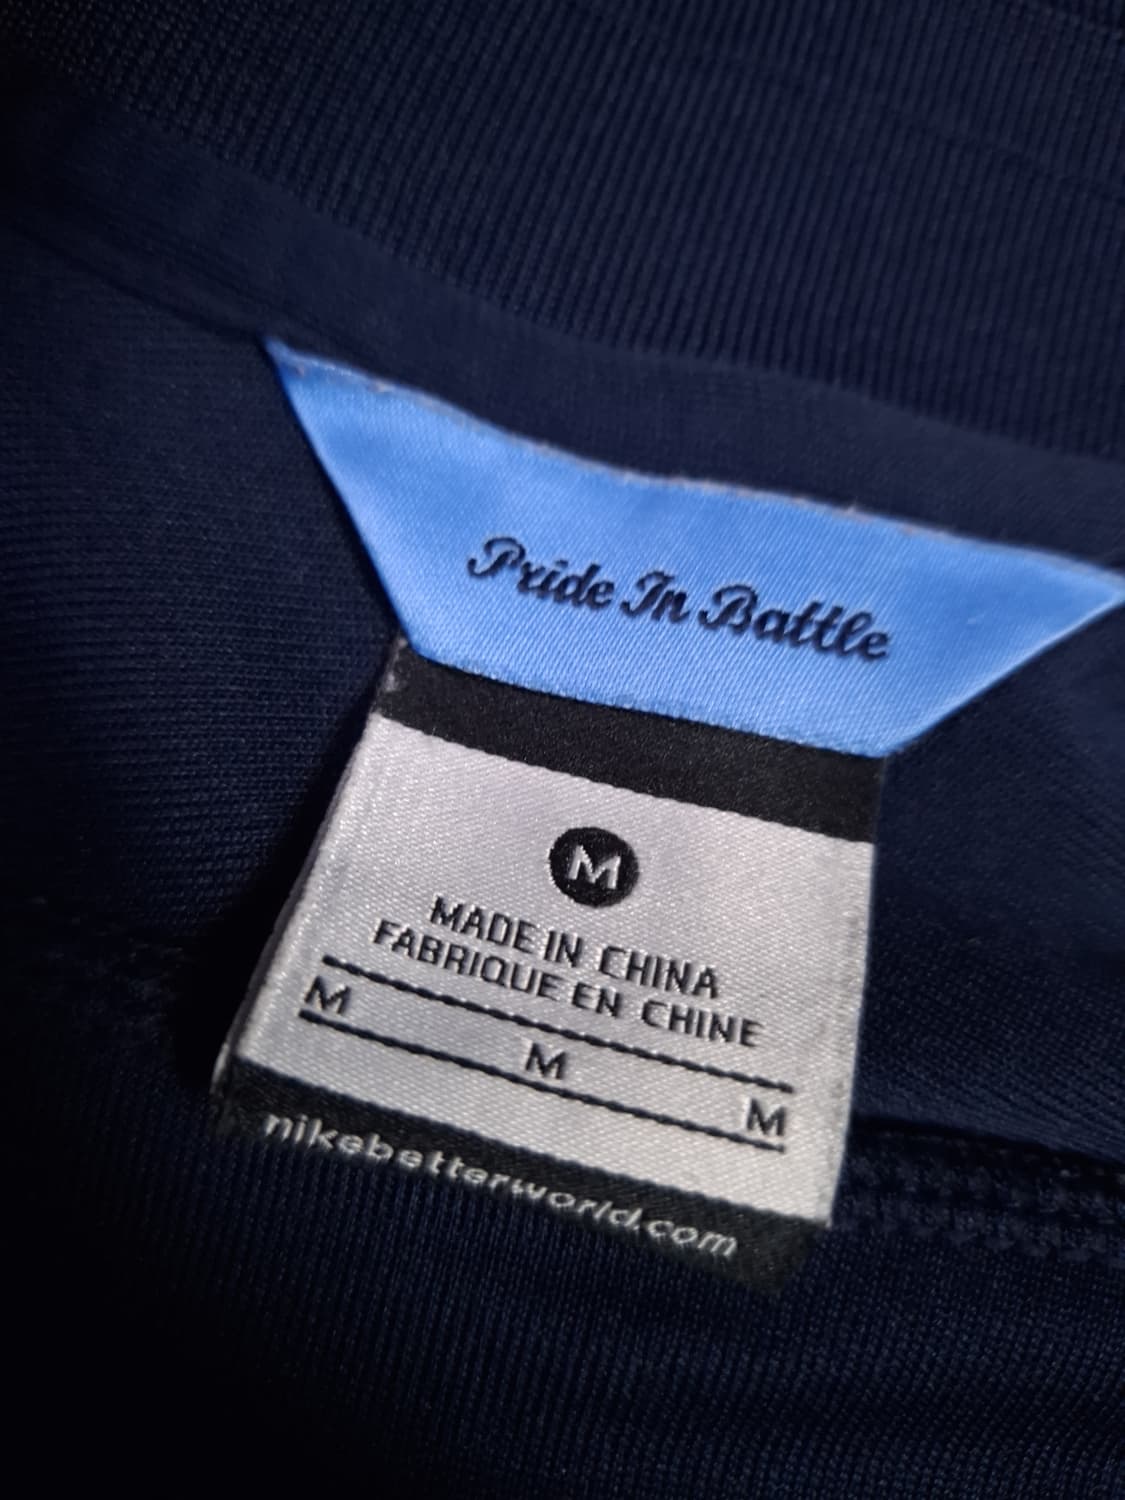 Pride In Battle
M
MADE IN CHINA
FABRIQUE EN CHINE
M M M
nikebetterworld.com